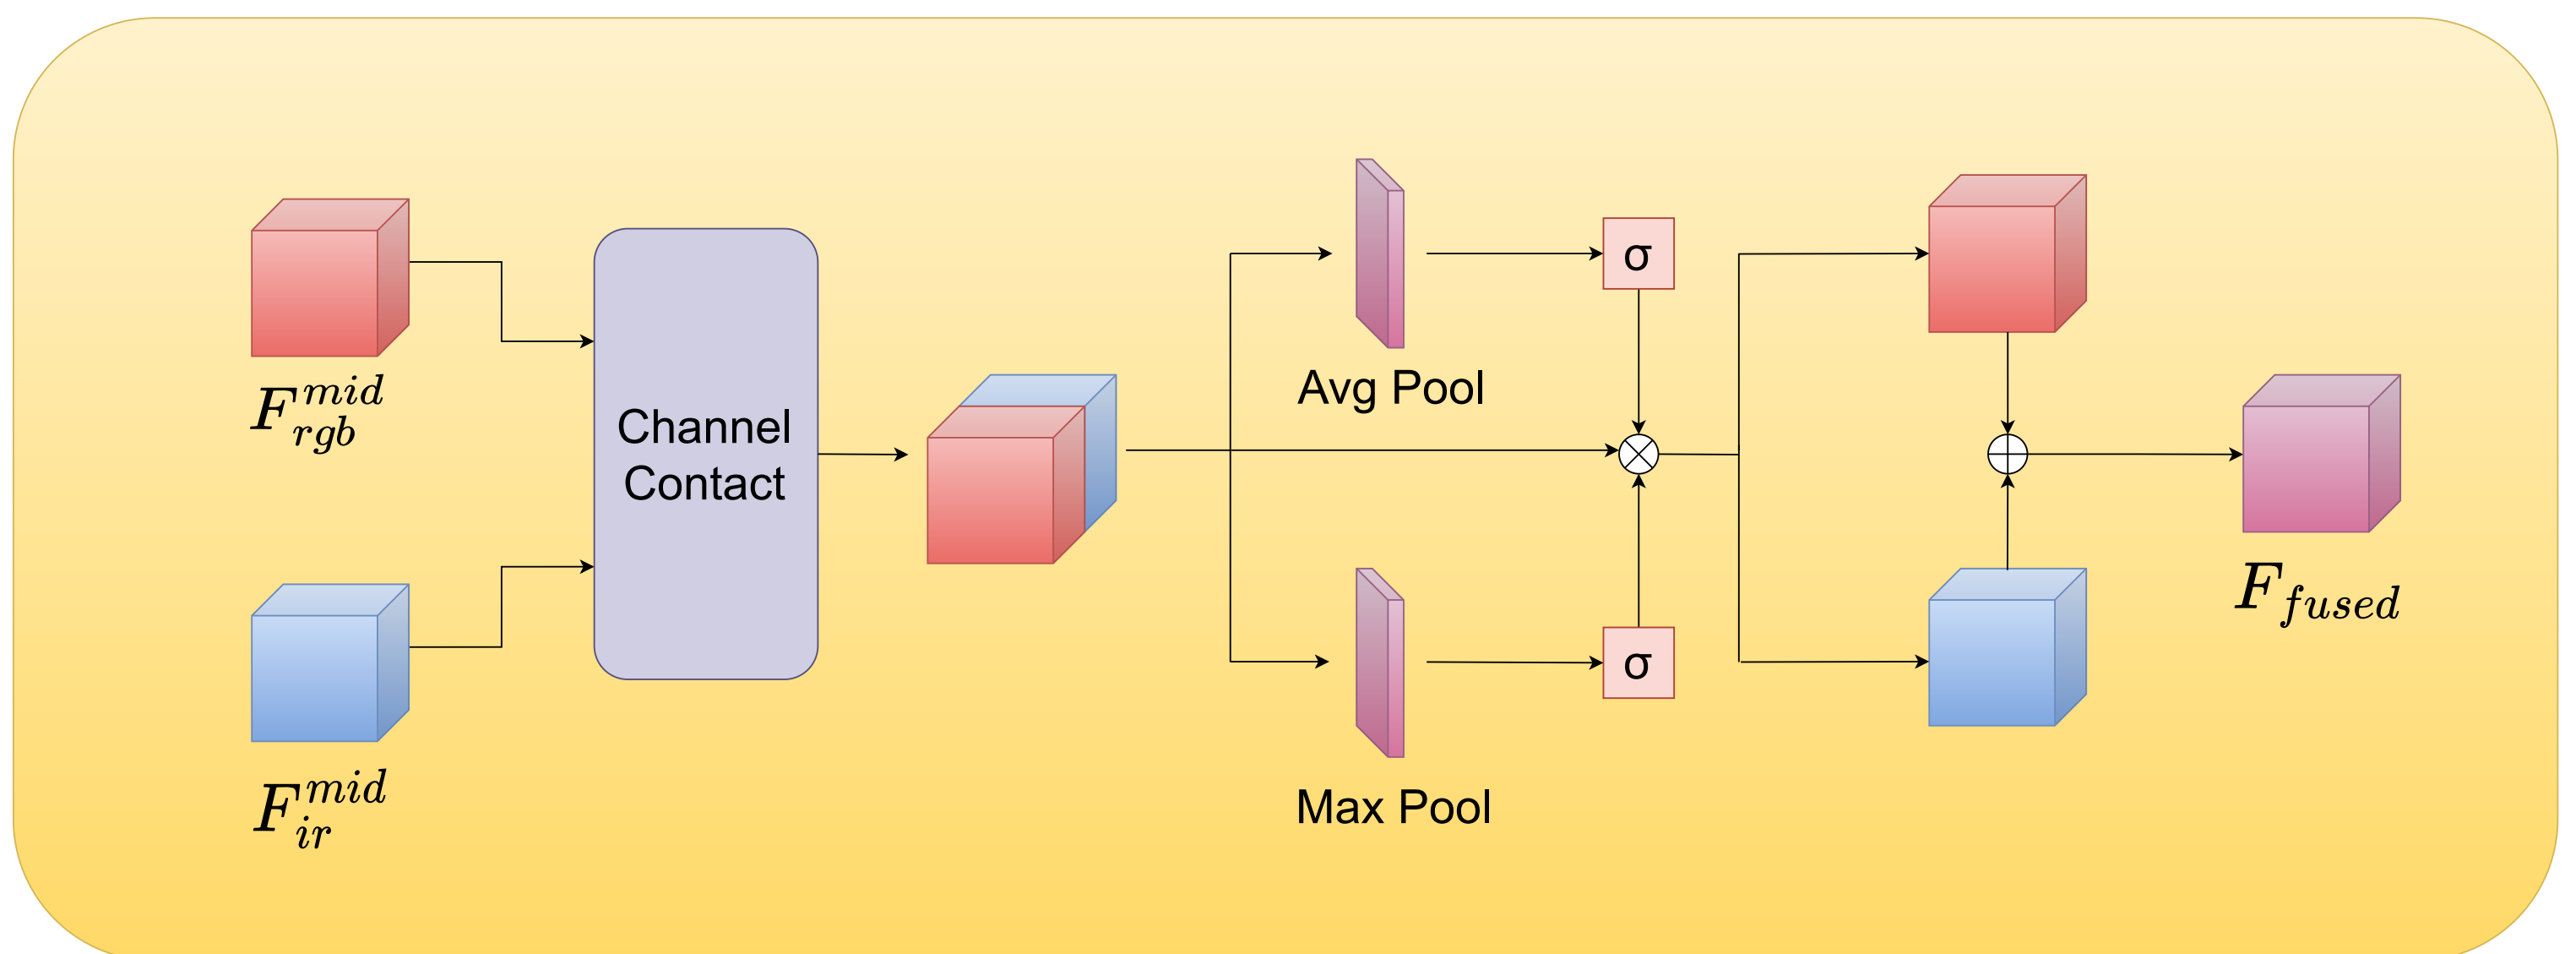 F_{rgb}^{mid}
F_{ir}^{mid}
Channel
Contact
Avg Pool
σ
Max Pool
σ
F_{fused}